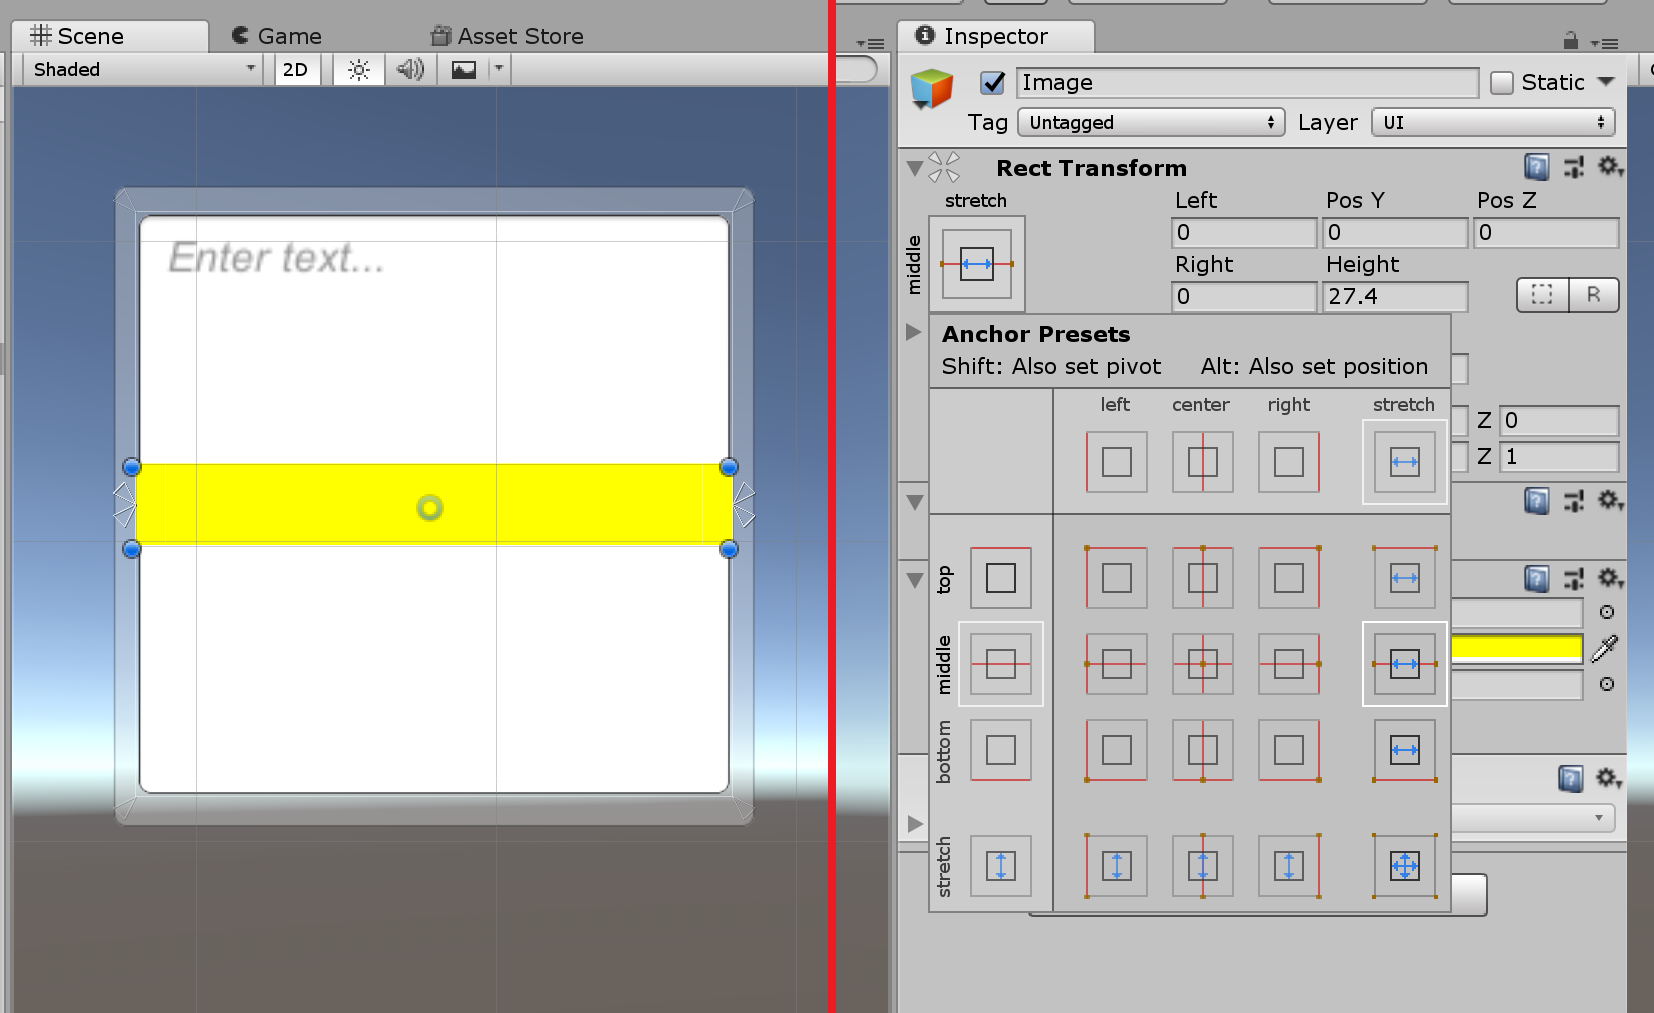 Scene
Game
Asset Store
Shaded
2D
Enter text...
Inspector
Image
Static
Tag
Untagged
Layer
UI
Rect Transform
stretch
middle
Left
Pos Y
Pos Z
0
0
0
Right
Height
0
27.4
R
Anchor Presets
Shift: Also set pivot
Alt: Also set position
left
center
right
stretch
Z
0
Z
1
top
middle
bottom
stretch